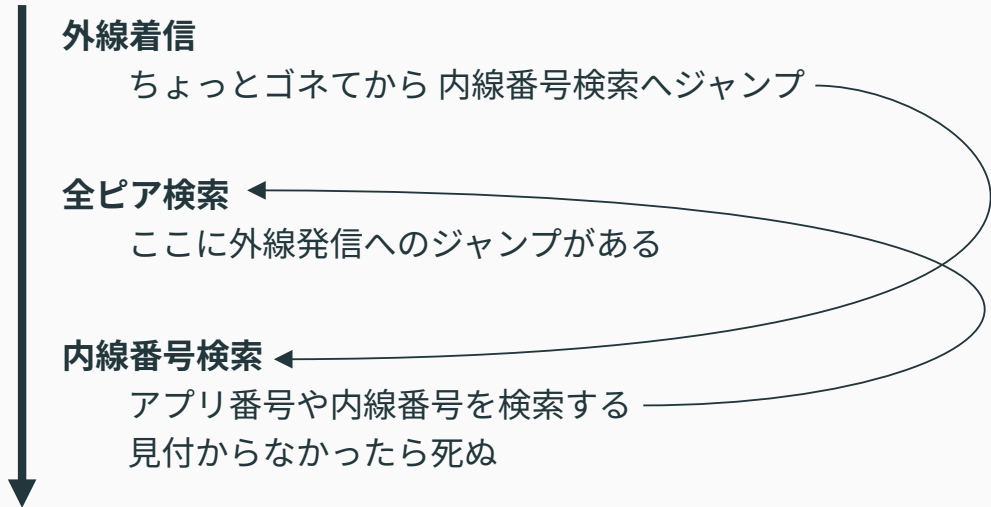 外線着信
ちょっとゴネてから 内線番号検索へジャンプ
全ピア検索
ここに外線発信へのジャンプがある
内線番号検索
アプリ番号や内線番号を検索する
見付からなかったら死ぬ